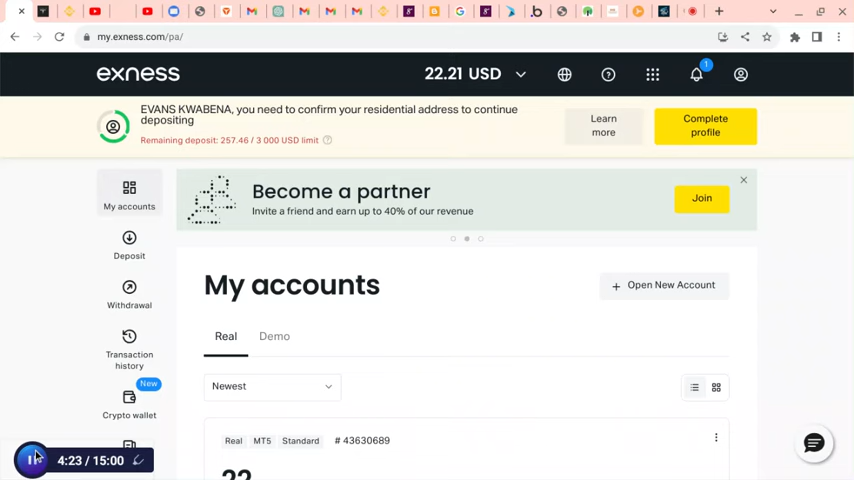 my.exness.com/pa/
exness
22.21 USD
1
EVANS KWABENA, you need to confirm your residential address to continue
depositing
Remaining deposit: 257.46 / 3 000 USD limit
Learn
more
Complete
profile
My accounts
Become a partner
Invite a friend and earn up to 40% of our revenue
Join
Deposit
My accounts
Open New Account
Withdrawal
Real
Demo
Transaction
history
New
Newest
Crypto wallet
Real
MT5
Standard
# 43630689
4:23 / 15:00
22